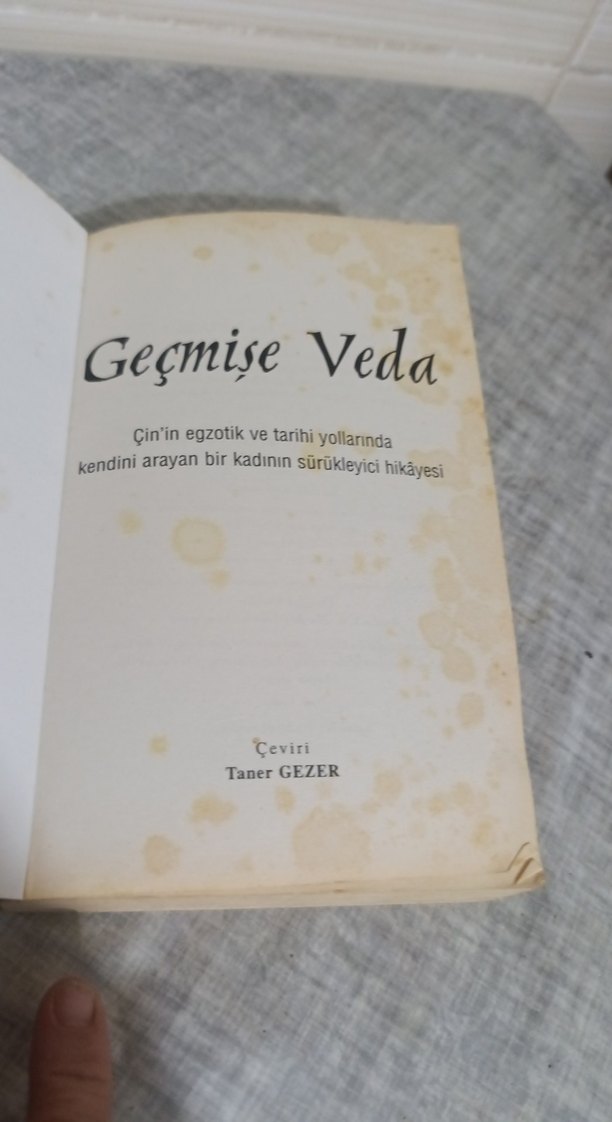 Geçmişe Veda
Çin'in egzotik ve tarihi yollarında
kendini arayan bir kadının sürükleyici hikâyesi
Çeviri
Taner GEZER